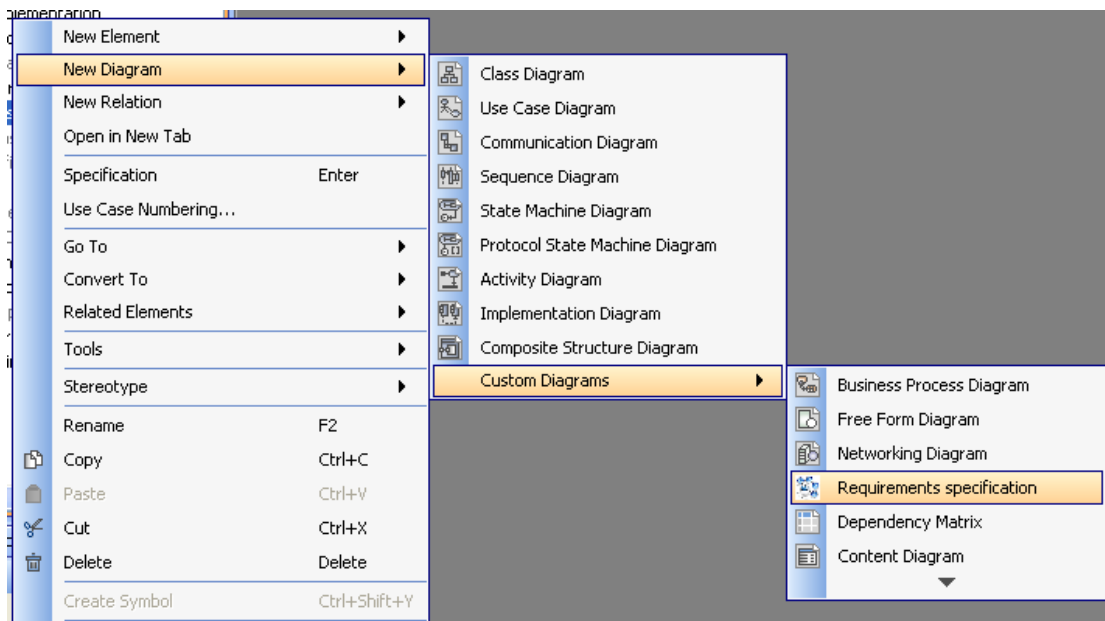 New Element
New Diagram
New Relation
Open in New Tab
Specification Enter
Use Case Numbering...
Go To
Convert To
Related Elements
Tools
Stereotype
Rename F2
Copy Ctrl+C
Paste Ctrl+V
Cut Ctrl+X
Delete Delete
Create Symbol Ctrl+Shift+Y
Class Diagram
Use Case Diagram
Communication Diagram
Sequence Diagram
State Machine Diagram
Protocol State Machine Diagram
Activity Diagram
Implementation Diagram
Composite Structure Diagram
Custom Diagrams
Business Process Diagram
Free Form Diagram
Networking Diagram
Requirements specification
Dependency Matrix
Content Diagram